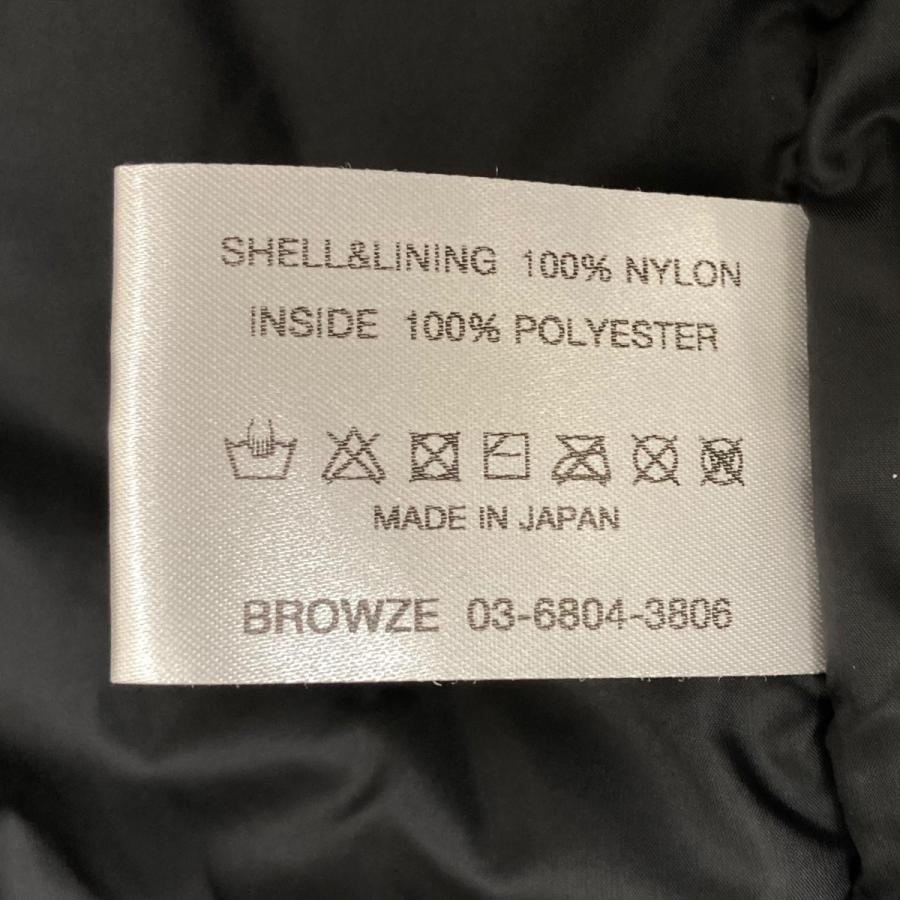 SHELL&LINING 100% NYLON
INSIDE 100% POLYESTER
MADE IN JAPAN
BROWZE 03-6804-3806